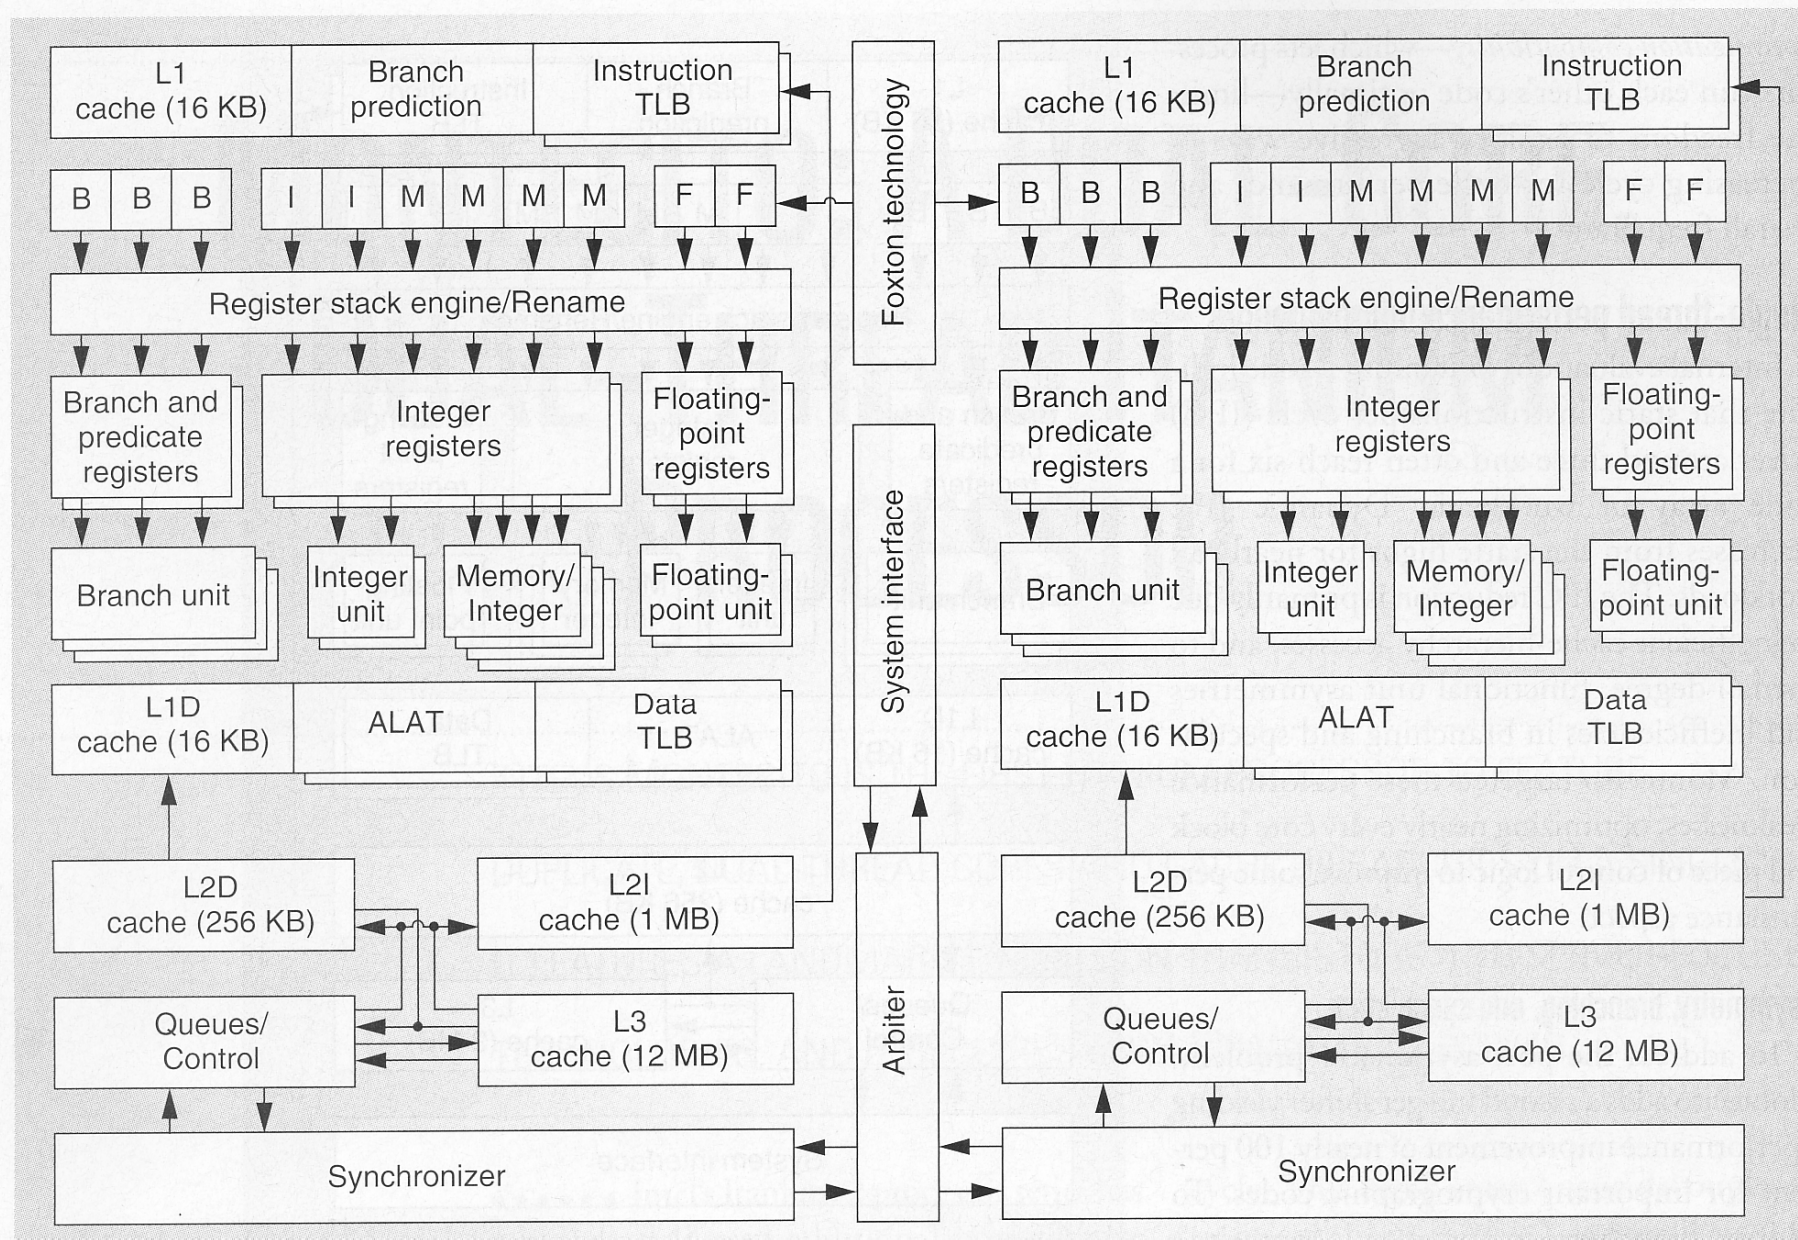 L1
cache (16 KB)
Branch
prediction
Instruction
TLB
B B B I I M M M M F F
Register stack engine/Rename
Branch and
predicate
registers
Integer
registers
Floating-
point
registers
Branch unit
Integer
unit
Memory/
Integer
Floating-
point unit
L1D
cache (16 KB)
ALAT
Data
TLB
L2D
cache (256 KB)
L2I
cache (1 MB)
Queues/
Control
L3
cache (12 MB)
Synchronizer
Foxton technology
System interface
Arbiter
L1
cache (16 KB)
Branch
prediction
Instruction
TLB
B B B I I M M M M F F
Register stack engine/Rename
Branch and
predicate
registers
Integer
registers
Floating-
point
registers
Branch unit
Integer
unit
Memory/
Integer
Floating-
point unit
L1D
cache (16 KB)
ALAT
Data
TLB
L2D
cache (256 KB)
L2I
cache (1 MB)
Queues/
Control
L3
cache (12 MB)
Synchronizer